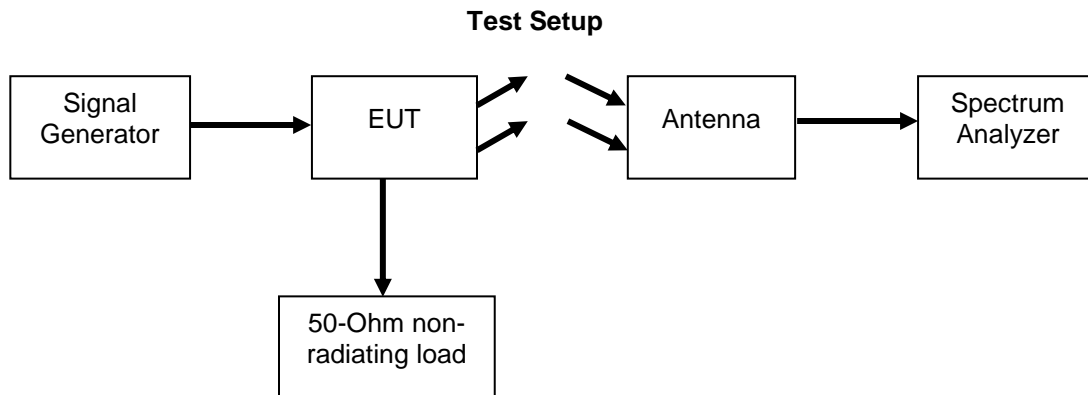 Test Setup
Signal
Generator
EUT
Antenna
Spectrum
Analyzer
50-Ohm non-
radiating load